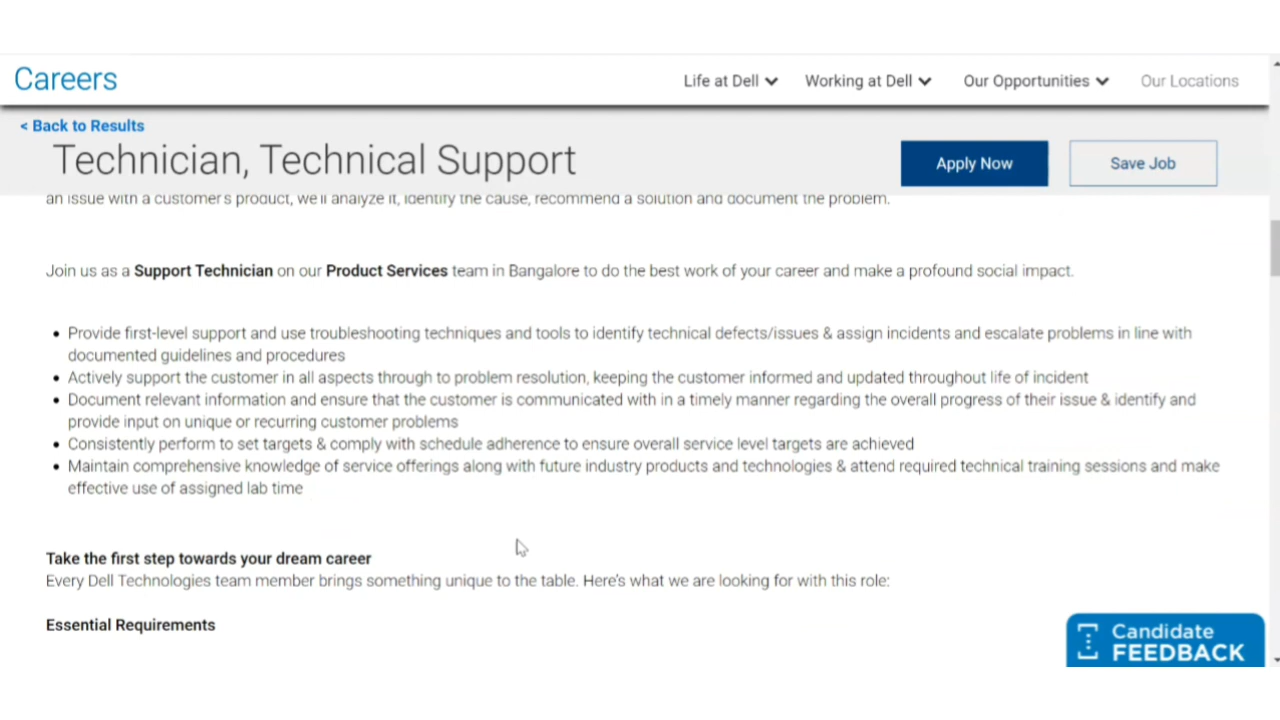 Careers
Life at Dell
Working at Dell
Our Opportunities
Our Locations
< Back to Results
Technician, Technical Support
Apply Now
Save Job
an issue with a customer's product, we'll analyze it, identify the cause, recommend a solution and document the problem.
Join us as a Support Technician on our Product Services team in Bangalore to do the best work of your career and make a profound social impact.
• Provide first-level support and use troubleshooting techniques and tools to identify technical defects/issues & assign incidents and escalate problems in line with
documented guidelines and procedures
• Actively support the customer in all aspects through to problem resolution, keeping the customer informed and updated throughout life of incident
• Document relevant information and ensure that the customer is communicated with in a timely manner regarding the overall progress of their issue & identify and
provide input on unique or recurring customer problems
• Consistently perform to set targets & comply with schedule adherence to ensure overall service level targets are achieved
• Maintain comprehensive knowledge of service offerings along with future industry products and technologies & attend required technical training sessions and make
effective use of assigned lab time
Take the first step towards your dream career
Every Dell Technologies team member brings something unique to the table. Here's what we are looking for with this role:
Essential Requirements
Candidate
FEEDBACK